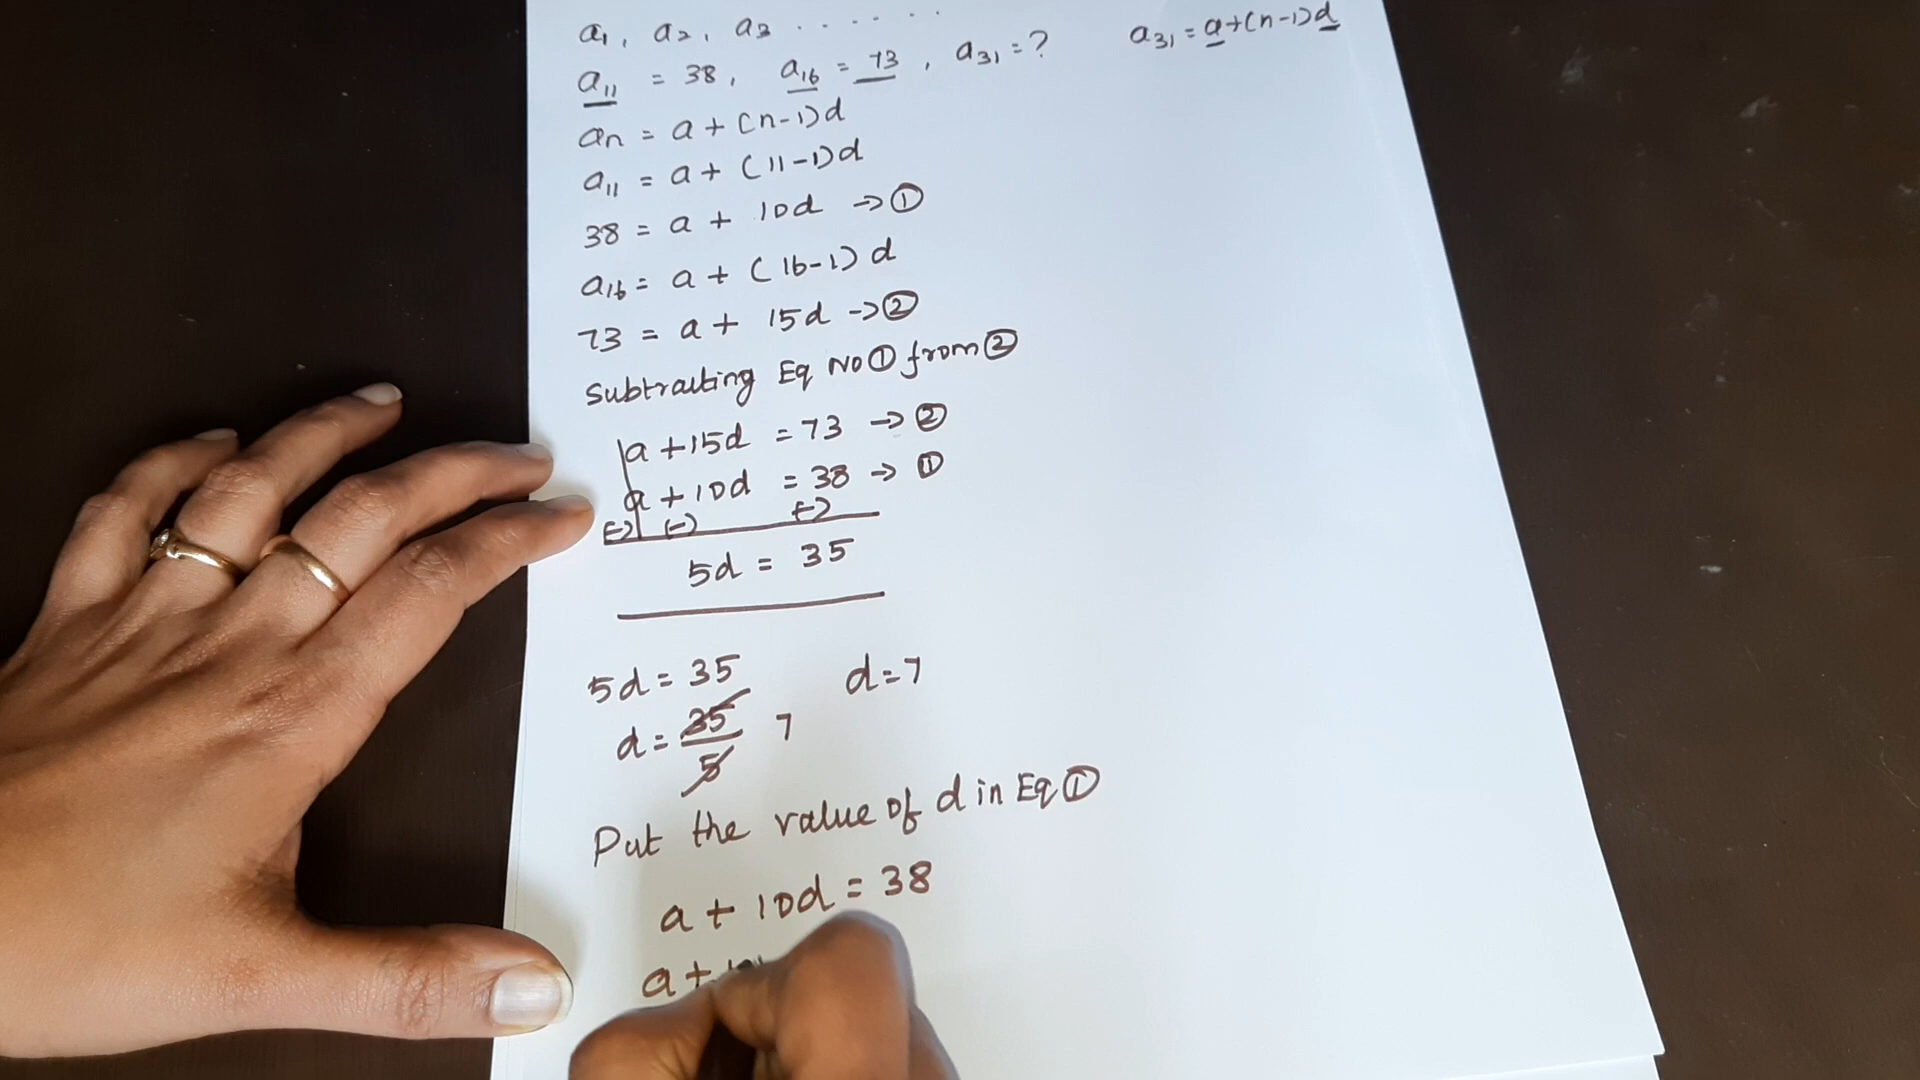 a₁, a₂, a₃ .......
a₃₁ = a+(n-1)d
a₁₁ = 38, a₁₆ = 73, a₃₁ = ?
an = a + (n-1)d
a₁₁ = a + (11-1)d
38 = a + 10d → ①
a₁₆ = a + (16-1)d
73 = a + 15d → ②
Subtracting Eq No ① from ②
a + 15d = 73 → ②
a + 10d = 38 → ①
(-) (-) (-)
5d = 35
5d = 35 d = 7
d = 35/5 7
Put the value of d in Eq ①
a + 10d = 38
a +